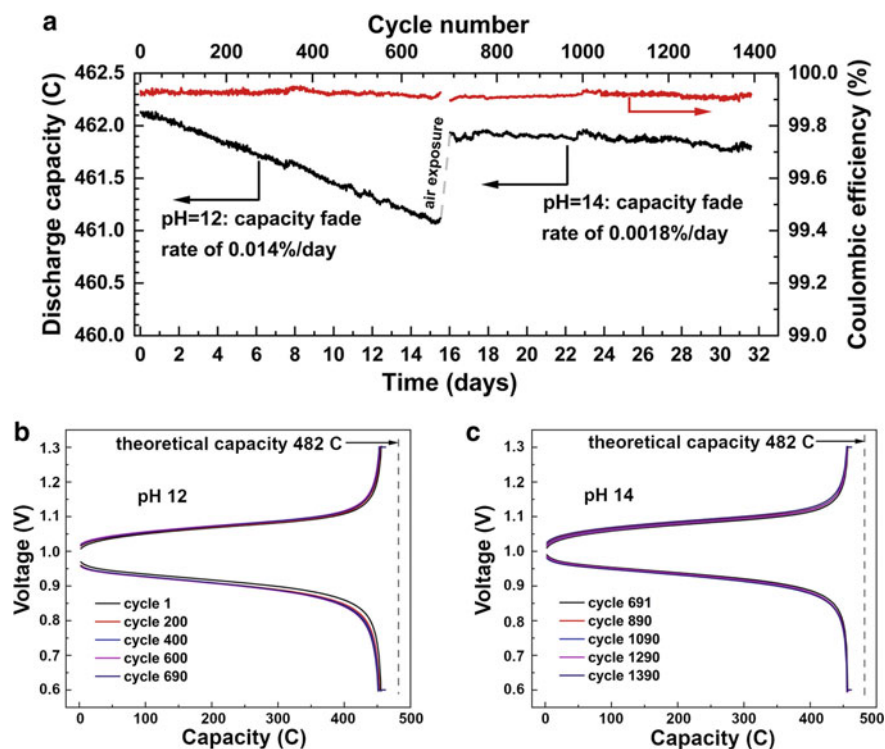 a
Cycle number
0 200 400 600 800 1000 1200 1400
Discharge capacity (C)
462.5
462.0
461.5
461.0
460.5
460.0
Coulombic efficiency (%)
100.0
99.8
99.6
99.4
99.2
99.0
air exposure
pH=12: capacity fade
rate of 0.014%/day
pH=14: capacity fade
rate of 0.0018%/day
0 2 4 6 8 10 12 14 16 18 20 22 24 26 28 30 32
Time (days)
b
theoretical capacity 482 C
pH 12
Voltage (V)
1.3
1.2
1.1
1.0
0.9
0.8
0.7
0.6
cycle 1
cycle 200
cycle 400
cycle 600
cycle 690
0 100 200 300 400 500
Capacity (C)
c
theoretical capacity 482 C
pH 14
Voltage (V)
1.3
1.2
1.1
1.0
0.9
0.8
0.7
0.6
cycle 691
cycle 890
cycle 1090
cycle 1290
cycle 1390
0 100 200 300 400 500
Capacity (C)